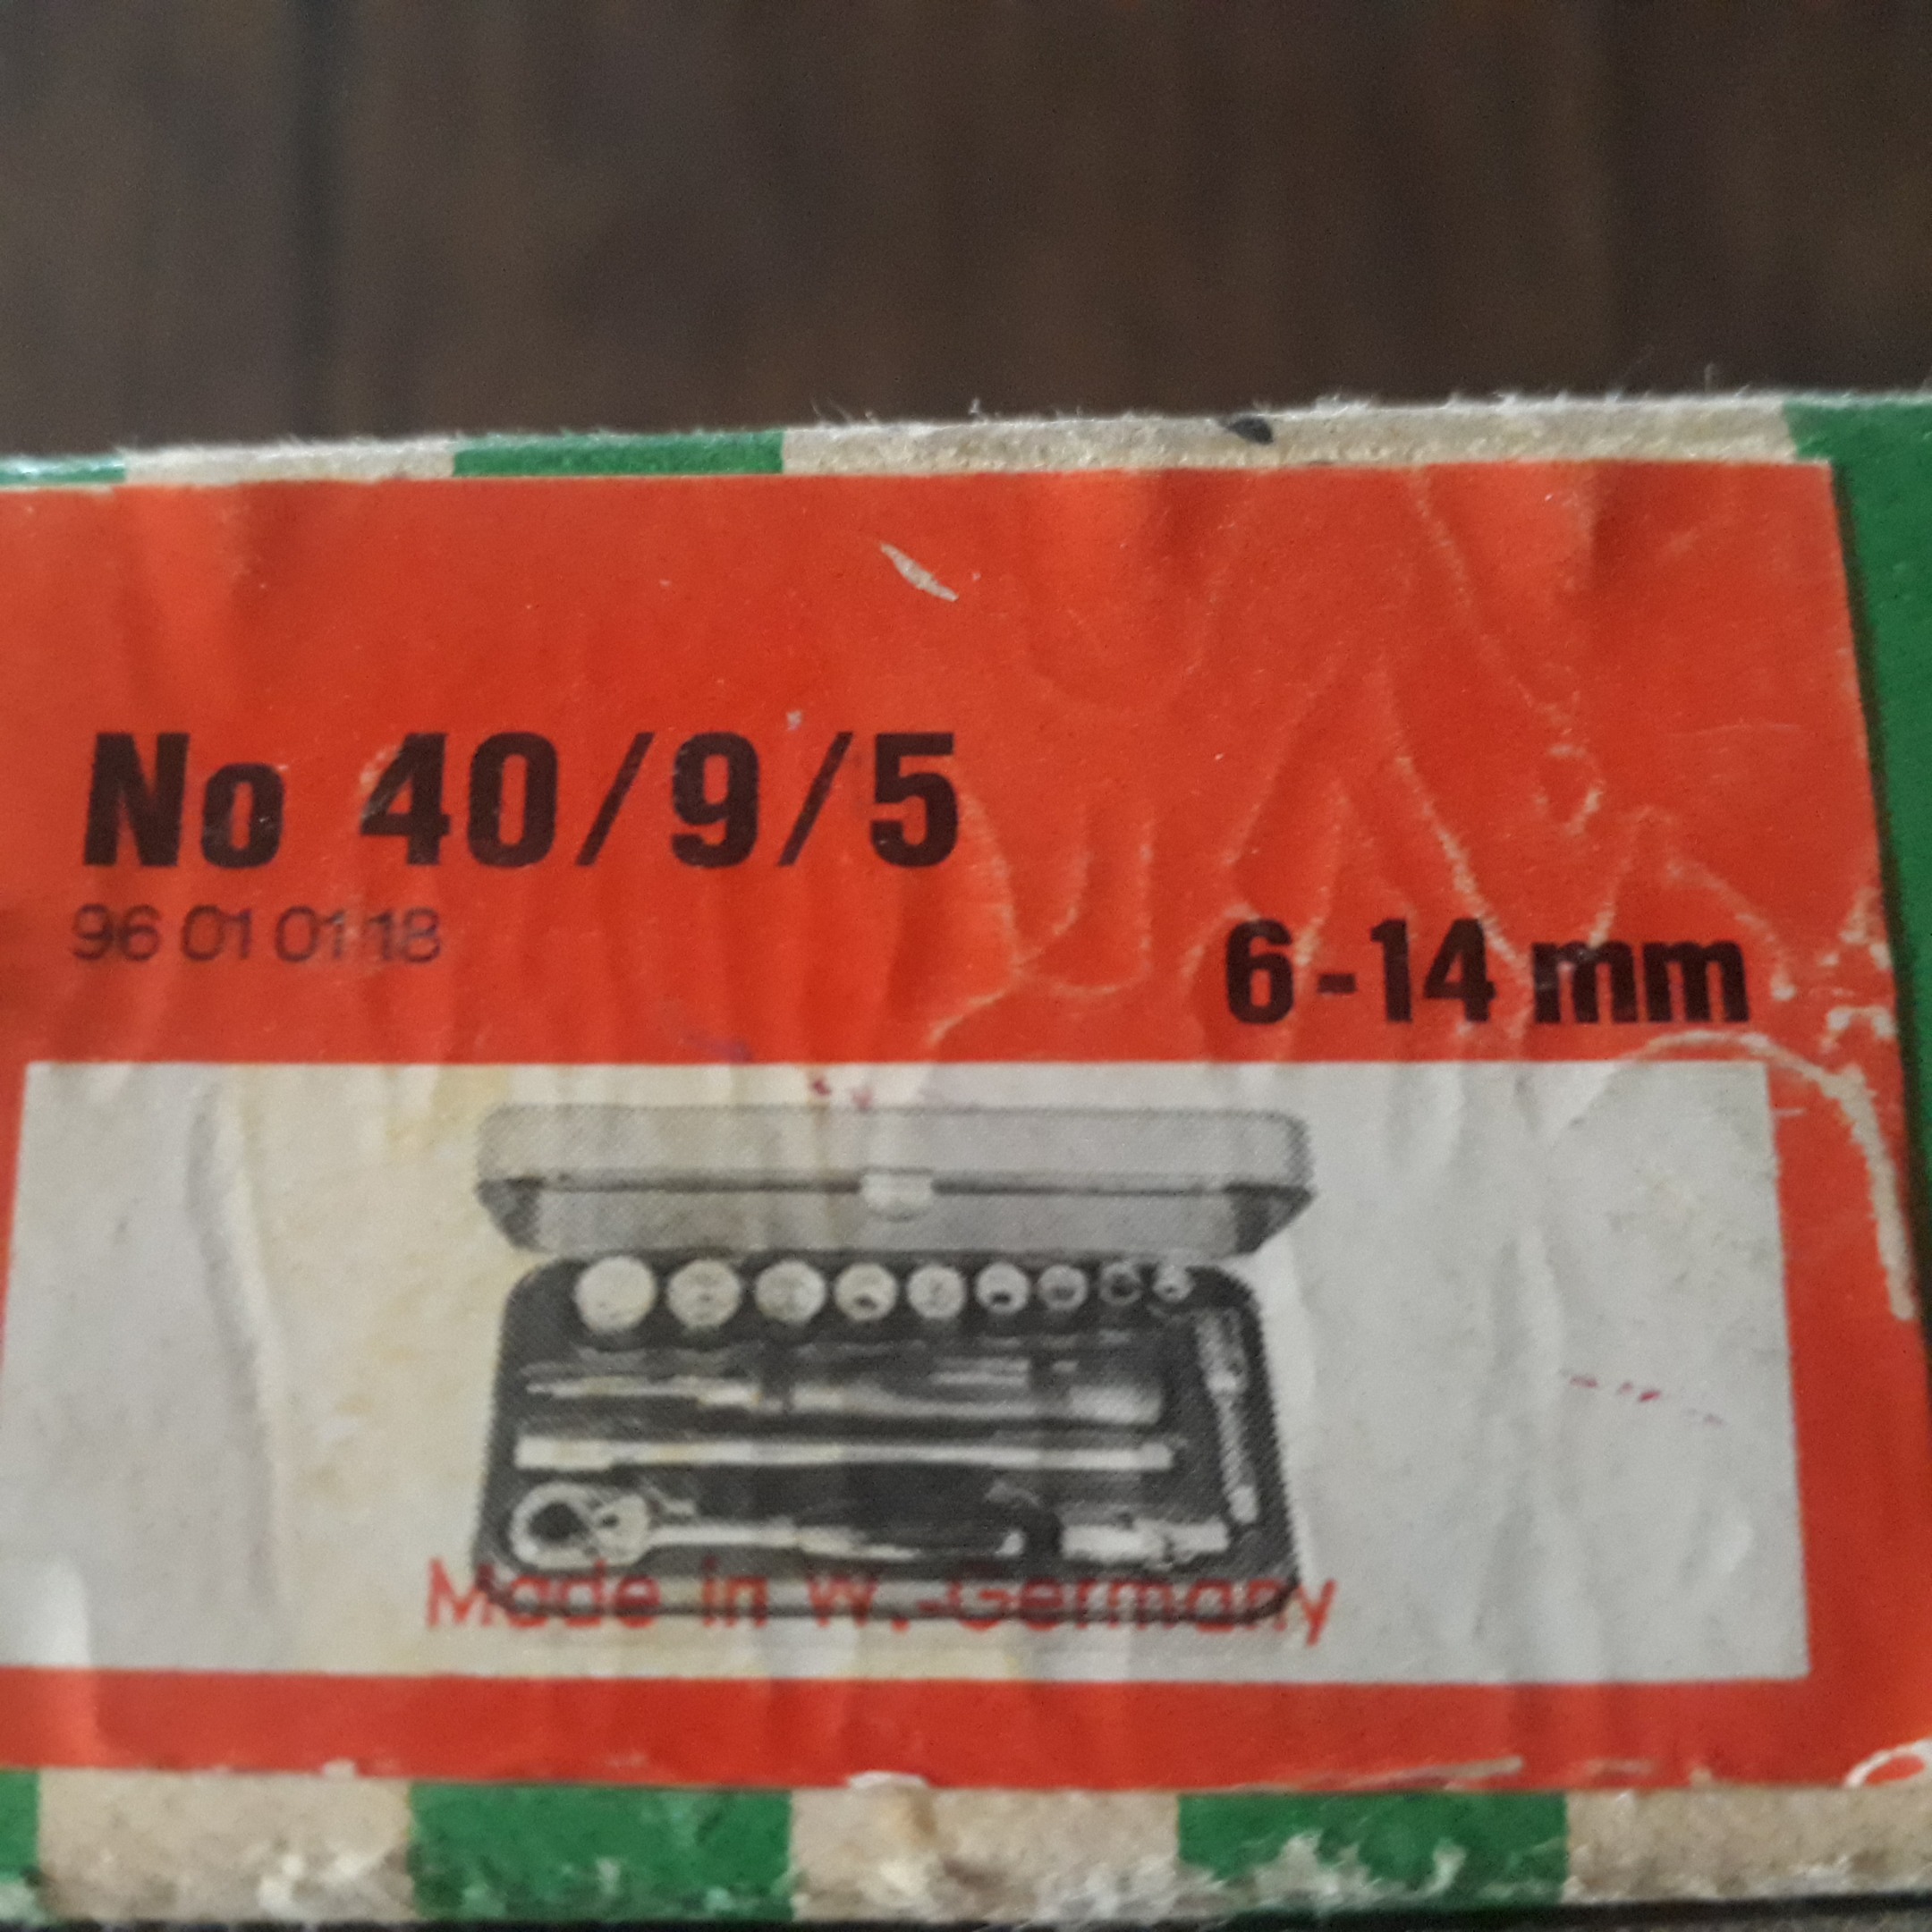 No 40/9/5
96 01 01 18
6-14 mm
Made in W.-Germany